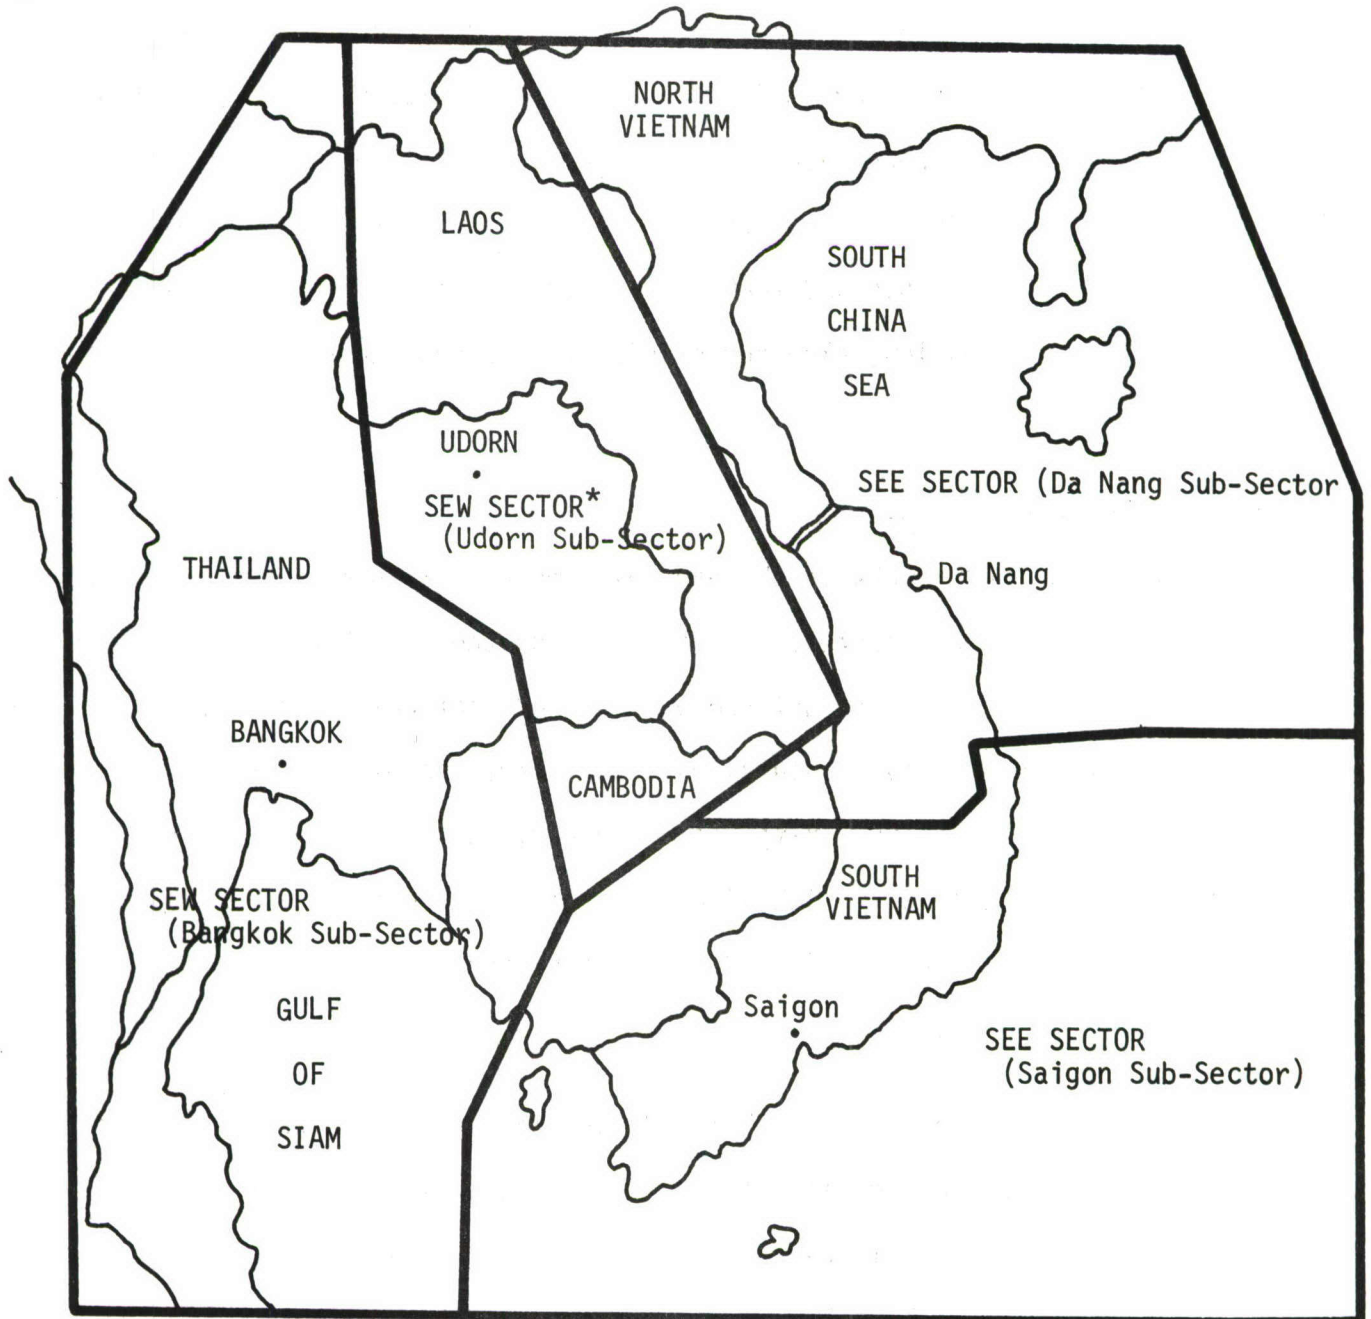 NORTH
VIETNAM
LAOS
SOUTH
CHINA
SEA
UDORN
SEW SECTOR*
(Udorn Sub-Sector)
SEE SECTOR (Da Nang Sub-Sector
THAILAND
Da Nang
BANGKOK
CAMBODIA
SOUTH
VIETNAM
SEW SECTOR
(Bangkok Sub-Sector)
GULF
OF
SIAM
Saigon
SEE SECTOR
(Saigon Sub-Sector)